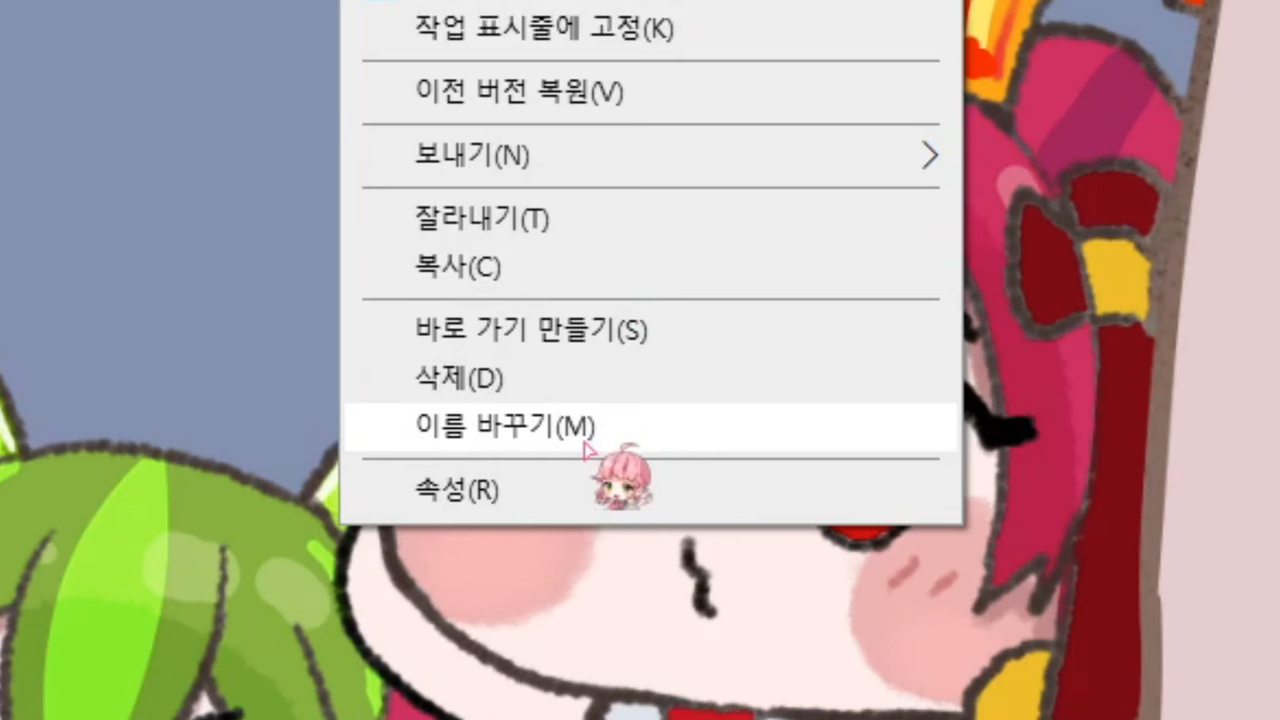 작업 표시줄에 고정(K)
이전 버전 복원(V)
보내기(N)
잘라내기(T)
복사(C)
바로 가기 만들기(S)
삭제(D)
이름 바꾸기(M)
속성(R)